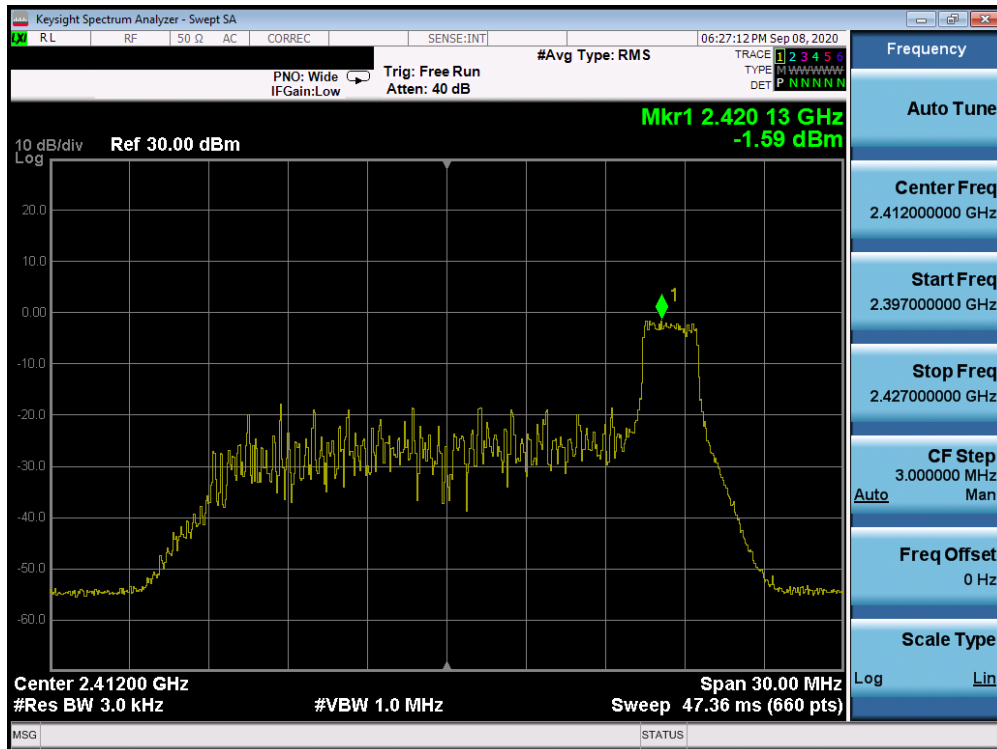 Keysight Spectrum Analyzer - Swept SA
LXI RL RF 50 Ω AC CORREC SENSE:INT 06:27:12 PM Sep 08, 2020
#Avg Type: RMS TRACE 1 2 3 4 5 6
PNO: Wide Trig: Free Run TYPE M WWWWW
IFGain:Low Atten: 40 dB DET P N N N N N
Mkr1 2.420 13 GHz
-1.59 dBm
10 dB/div Ref 30.00 dBm
Log
20.0
10.0
0.00
1
-10.0
-20.0
-30.0
-40.0
-50.0
-60.0
Center 2.41200 GHz Span 30.00 MHz
#Res BW 3.0 kHz #VBW 1.0 MHz Sweep 47.36 ms (660 pts)
MSG STATUS
Frequency
Auto Tune
Center Freq
2.412000000 GHz
Start Freq
2.397000000 GHz
Stop Freq
2.427000000 GHz
CF Step
3.000000 MHz
Auto Man
Freq Offset
0 Hz
Scale Type
Log Lin